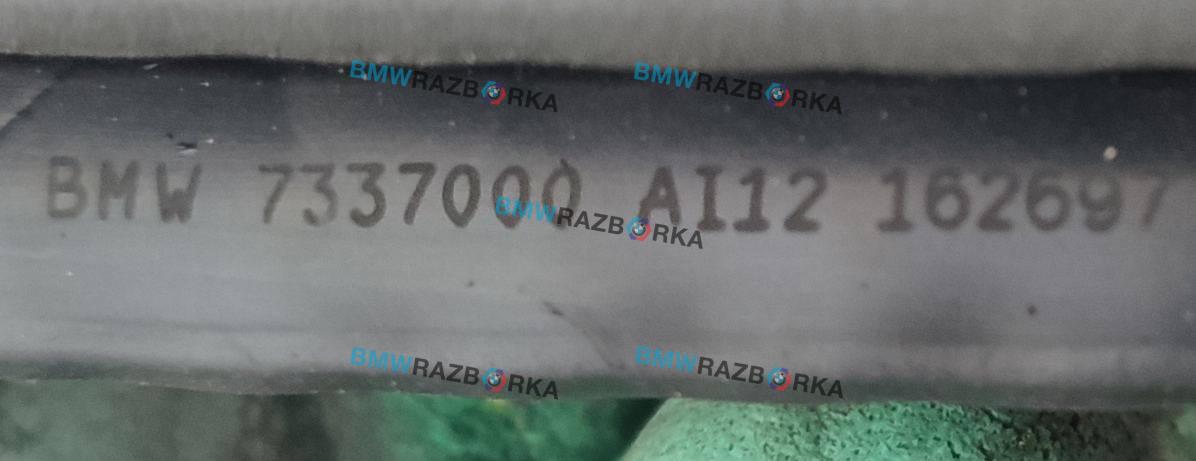 BMWRAZBORKA BMWRAZBORKA
BMW 7337000 AI12 162697
BMWRAZBORKA
BMWRAZBORKA BMWRAZBORKA